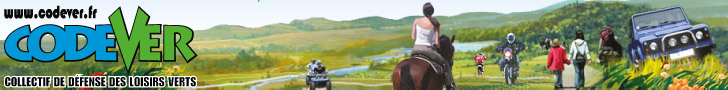 www.codever.fr
CODEVER
COLLECTIF DE DÉFENSE DES LOISIRS VERTS